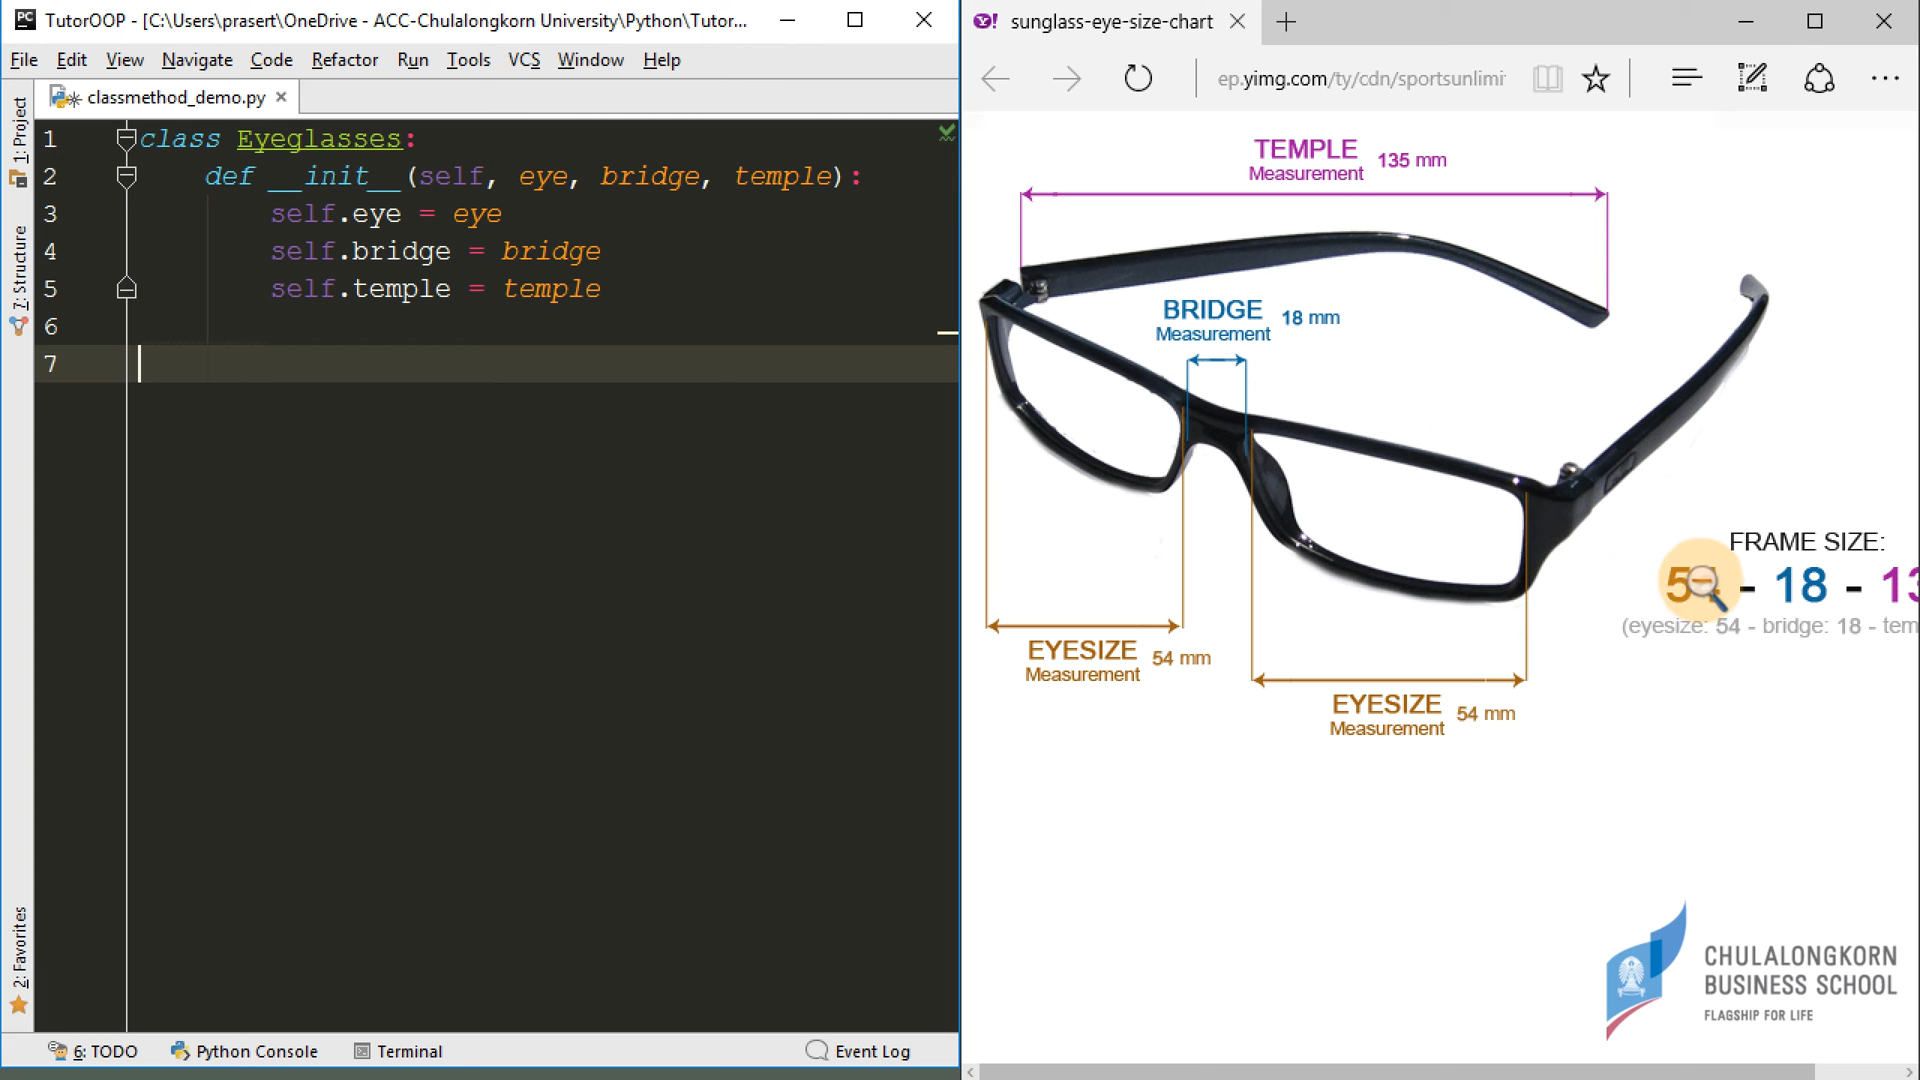 TutorOOP - [C:\Users\prasert\OneDrive - ACC-Chulalongkorn University\Python\Tutor...
File Edit View Navigate Code Refactor Run Tools VCS Window Help
classmethod_demo.py
1: Project
7: Structure
2: Favorites
1 class Eyeglasses:
2 def __init__(self, eye, bridge, temple):
3 self.eye = eye
4 self.bridge = bridge
5 self.temple = temple
6
7
6: TODO Python Console Terminal Event Log
sunglass-eye-size-chart
ep.yimg.com/ty/cdn/sportsunlimi
TEMPLE 135 mm
Measurement
BRIDGE 18 mm
Measurement
FRAME SIZE:
54 - 18 - 13
(eyesize: 54 - bridge: 18 - tem
EYESIZE 54 mm
Measurement
EYESIZE 54 mm
Measurement
CHULALONGKORN
BUSINESS SCHOOL
FLAGSHIP FOR LIFE